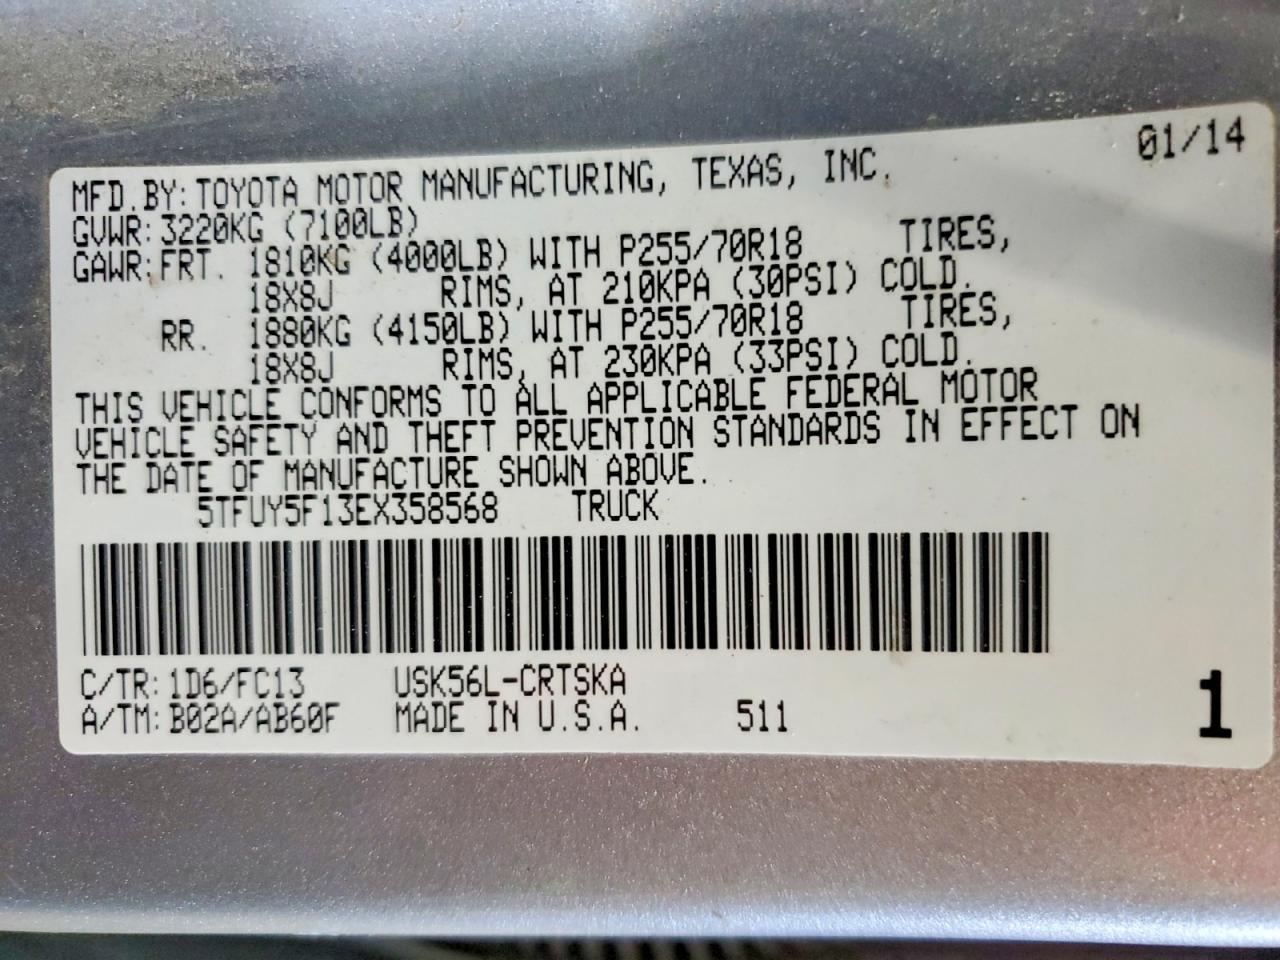 01/14
MFD.BY: TOYOTA MOTOR MANUFACTURING, TEXAS, INC.
GVWR: 3220KG (7100LB)
GAWR: FRT. 1810KG (4000LB) WITH P255/70R18 TIRES,
18X8J RIMS, AT 210KPA (30PSI) COLD.
RR. 1880KG (4150LB) WITH P255/70R18 TIRES,
18X8J RIMS, AT 230KPA (33PSI) COLD.
THIS VEHICLE CONFORMS TO ALL APPLICABLE FEDERAL MOTOR
VEHICLE SAFETY AND THEFT PREVENTION STANDARDS IN EFFECT ON
THE DATE OF MANUFACTURE SHOWN ABOVE.
5TFUY5F13EX358568 TRUCK
C/TR: 1D6/FC13 USK56L-CRTSKA
A/TM: B02A/AB60F MADE IN U.S.A. 511
1